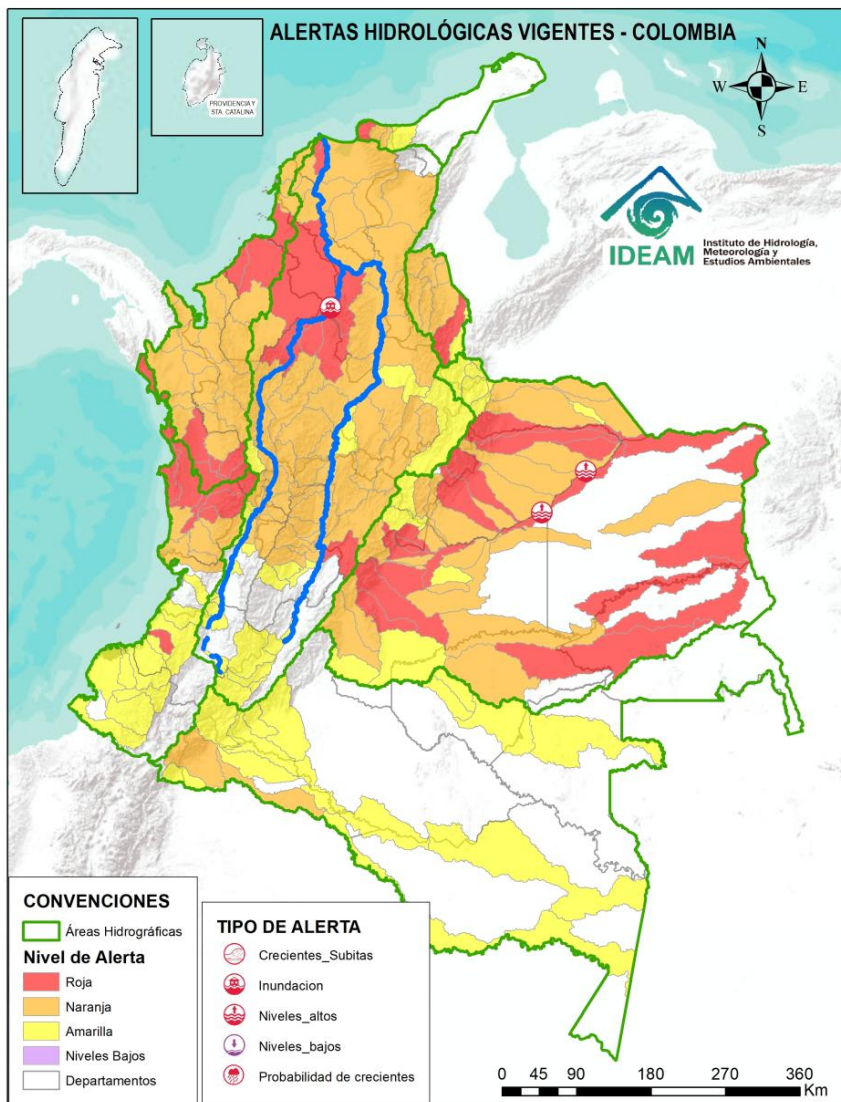 ALERTAS HIDROLÓGICAS VIGENTES - COLOMBIA
PROVIDENCIA Y
STA. CATALINA
N
W
E
S
IDEAM
Instituto de Hidrología,
Meteorología y
Estudios Ambientales
CONVENCIONES
Áreas Hidrográficas
Nivel de Alerta
Roja
Naranja
Amarilla
Niveles Bajos
Departamentos
TIPO DE ALERTA
Crecientes_Subitas
Inundacion
Niveles_altos
Niveles_bajos
Probabilidad de crecientes
0 45 90 180 270 360
Km